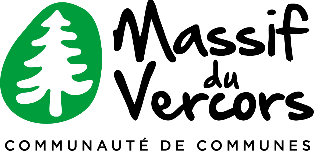 Massif
du
Vercors
COMMUNAUTÉ DE COMMUNES